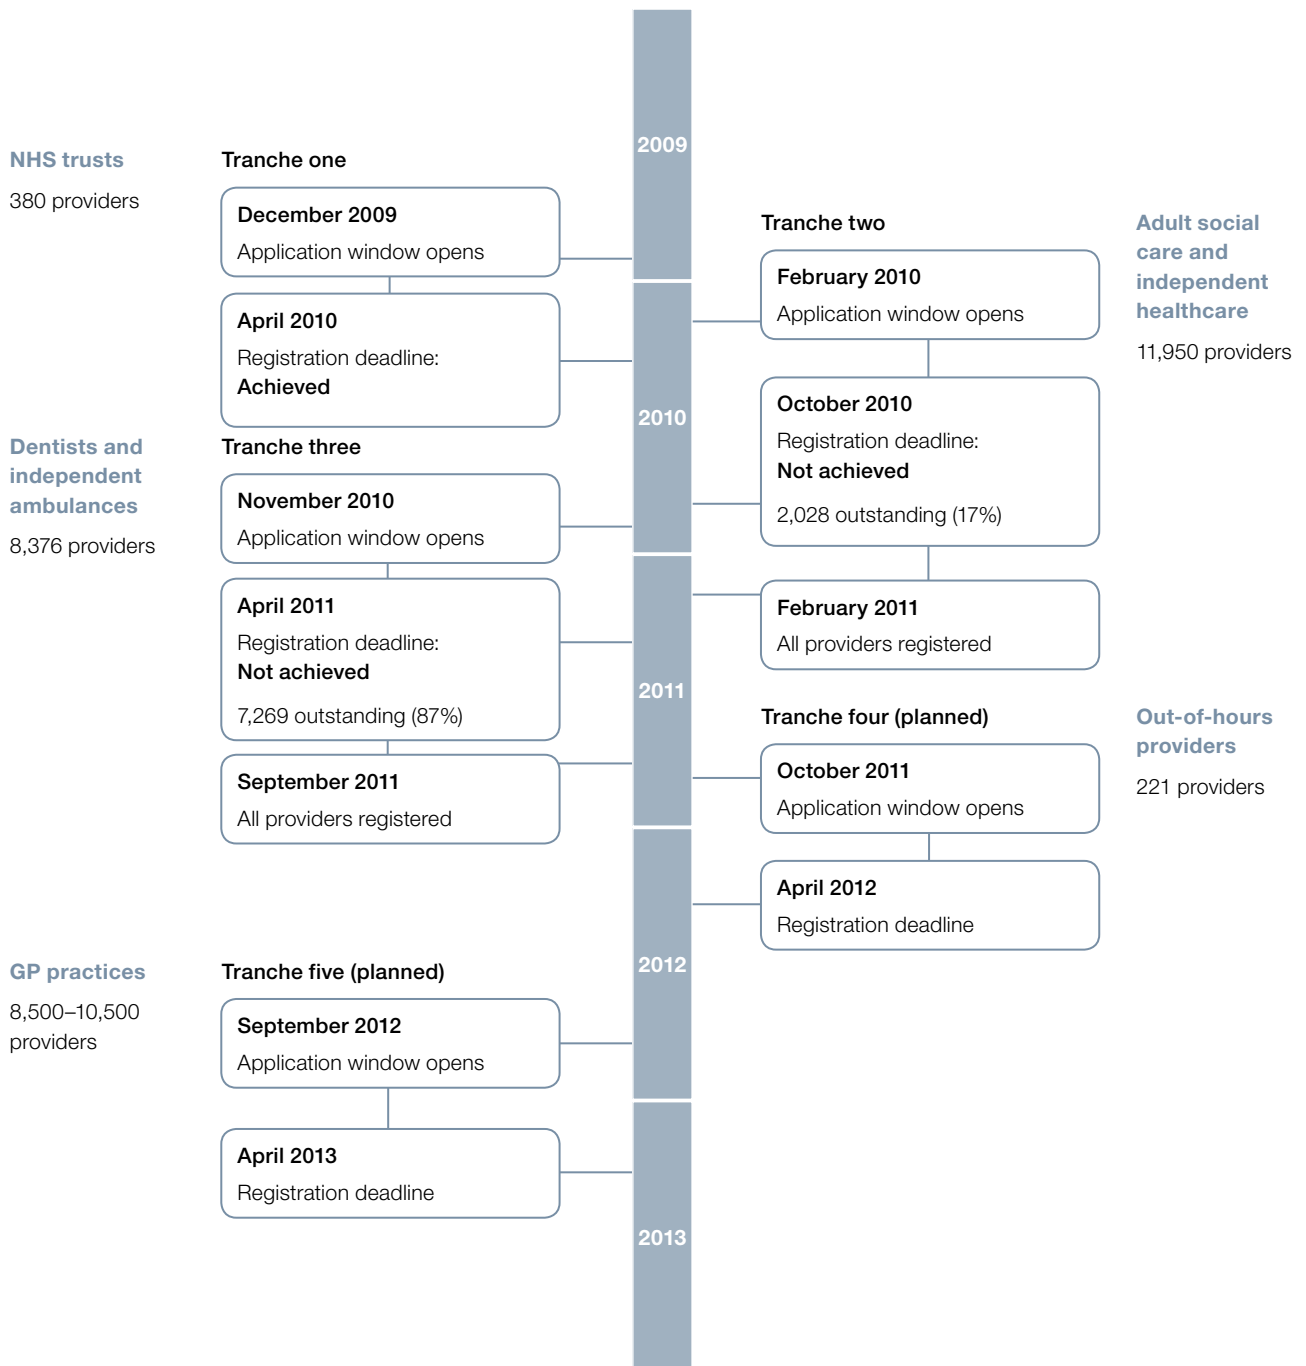 2009
NHS trusts
380 providers
Tranche one
December 2009
Application window opens
April 2010
Registration deadline:
Achieved
Tranche two
February 2010
Application window opens
October 2010
Registration deadline:
Not achieved
2,028 outstanding (17%)
February 2011
All providers registered
Adult social
care and
independent
healthcare
11,950 providers
2010
Dentists and
independent
ambulances
8,376 providers
Tranche three
November 2010
Application window opens
April 2011
Registration deadline:
Not achieved
7,269 outstanding (87%)
September 2011
All providers registered
2011
Tranche four (planned)
October 2011
Application window opens
April 2012
Registration deadline
Out-of-hours
providers
221 providers
2012
GP practices
8,500–10,500
providers
Tranche five (planned)
September 2012
Application window opens
April 2013
Registration deadline
2013